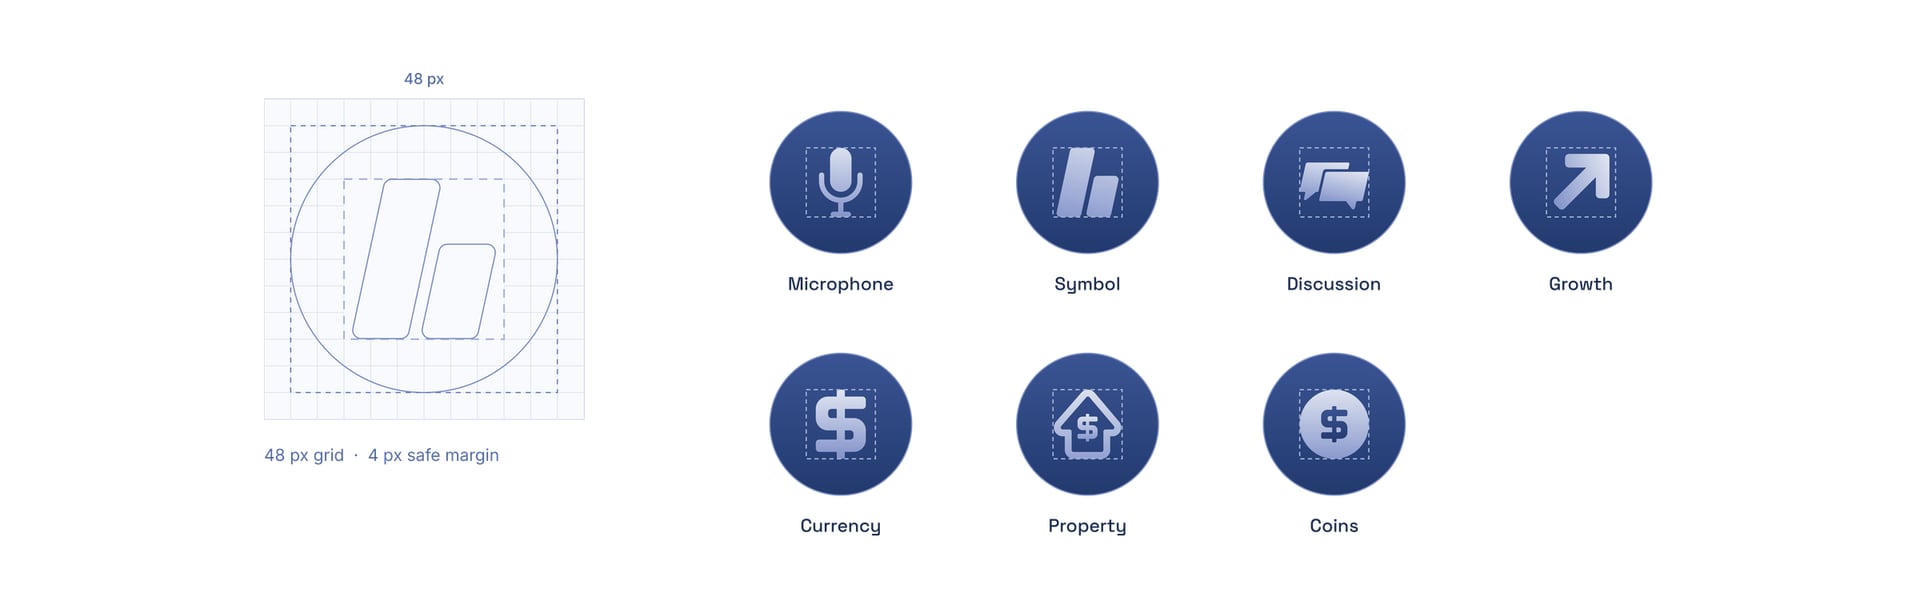 48 px
48 px grid · 4 px safe margin
Microphone
Symbol
Discussion
Growth
$
$
$
Currency
Property
Coins